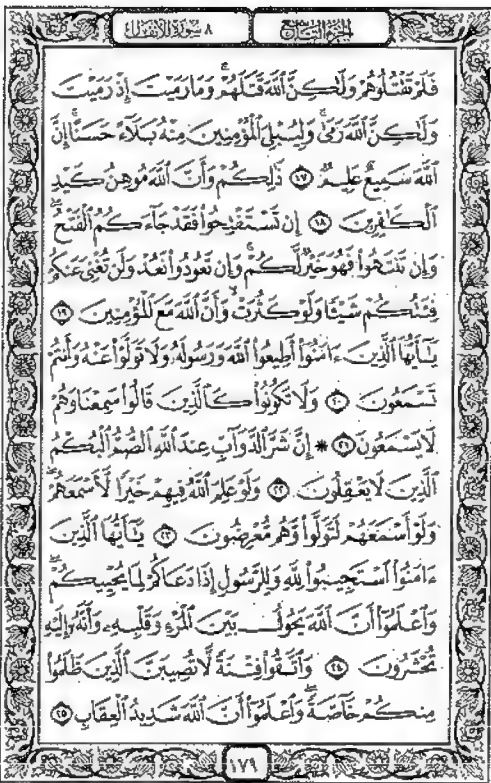 الجزء التاسع ٨ سورة الأنفال
فَلَمْ تَقْتُلُوهُمْ وَلَٰكِنَّ ٱللَّهَ قَتَلَهُمْ ۚ وَمَا رَمَيْتَ إِذْ رَمَيْتَ
وَلَٰكِنَّ ٱللَّهَ رَمَىٰ ۚ وَلِيُبْلِىَ ٱلْمُؤْمِنِينَ مِنْهُ بَلَآءً حَسَنًا ۚ إِنَّ
ٱللَّهَ سَمِيعٌ عَلِيمٌ ١٧ ذَٰلِكُمْ وَأَنَّ ٱللَّهَ مُوهِنُ كَيْدِ
ٱلْكَٰفِرِينَ ١٨ إِن تَسْتَفْتِحُوا۟ فَقَدْ جَآءَكُمُ ٱلْفَتْحُ ۖ
وَإِن تَنتَهُوا۟ فَهُوَ خَيْرٌ لَّكُمْ ۖ وَإِن تَعُودُوا۟ نَعُدْ وَلَن تُغْنِىَ عَنكُمْ
فِئَتُكُمْ شَيْـًٔا وَلَوْ كَثُرَتْ وَأَنَّ ٱللَّهَ مَعَ ٱلْمُؤْمِنِينَ ١٩
يَٰٓأَيُّهَا ٱلَّذِينَ ءَامَنُوٓا۟ أَطِيعُوا۟ ٱللَّهَ وَرَسُولَهُۥ وَلَا تَوَلَّوْا۟ عَنْهُ وَأَنتُمْ
تَسْمَعُونَ ٢٠ وَلَا تَكُونُوا۟ كَٱلَّذِينَ قَالُوا۟ سَمِعْنَا وَهُمْ
لَا يَسْمَعُونَ ٢١ ۞ إِنَّ شَرَّ ٱلدَّوَآبِّ عِندَ ٱللَّهِ ٱلصُّمُّ ٱلْبُكْمُ
ٱلَّذِينَ لَا يَعْقِلُونَ ٢٢ وَلَوْ عَلِمَ ٱللَّهُ فِيهِمْ خَيْرًا لَّأَسْمَعَهُمْ ۖ
وَلَوْ أَسْمَعَهُمْ لَتَوَلَّوا۟ وَّهُم مُّعْرِضُونَ ٢٣ يَٰٓأَيُّهَا ٱلَّذِينَ
ءَامَنُوا۟ ٱسْتَجِيبُوا۟ لِلَّهِ وَلِلرَّسُولِ إِذَا دَعَاكُمْ لِمَا يُحْيِيكُمْ ۖ
وَٱعْلَمُوٓا۟ أَنَّ ٱللَّهَ يَحُولُ بَيْنَ ٱلْمَرْءِ وَقَلْبِهِۦ وَأَنَّهُۥٓ إِلَيْهِ
تُحْشَرُونَ ٢٤ وَٱتَّقُوا۟ فِتْنَةً لَّا تُصِيبَنَّ ٱلَّذِينَ ظَلَمُوا۟
مِنكُمْ خَآصَّةً ۖ وَٱعْلَمُوٓا۟ أَنَّ ٱللَّهَ شَدِيدُ ٱلْعِقَابِ ٢٥
١٧٩